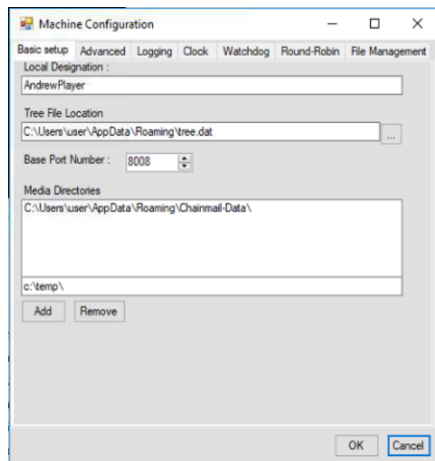 Machine Configuration
Basic setup Advanced Logging Clock Watchdog Round-Robin File Management
Local Designation :
AndrewPlayer
Tree File Location
C:\Users\user\AppData\Roaming\tree.dat
...
Base Port Number : 8008
Media Directories
C:\Users\user\AppData\Roaming\Chainmail-Data\
c:\temp\
Add Remove
OK Cancel